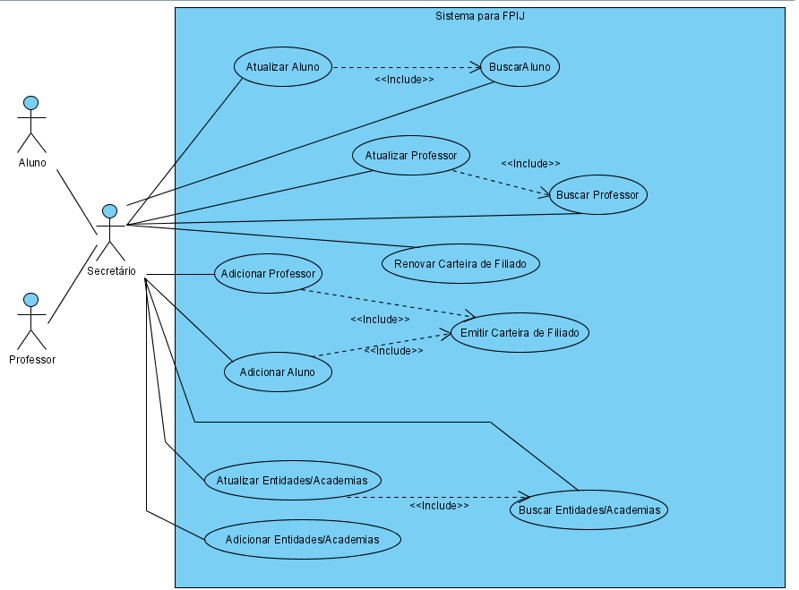 Sistema para FPIJ
Atualizar Aluno
BuscarAluno
<<Include>>
Aluno
Atualizar Professor
<<Include>>
Buscar Professor
Secretário
Renovar Carteira de Filiado
Adicionar Professor
<<Include>>
Emitir Carteira de Filiado
<<Include>>
Professor
Adicionar Aluno
Atualizar Entidades/Academias
<<Include>>
Buscar Entidades/Academias
Adicionar Entidades/Academias